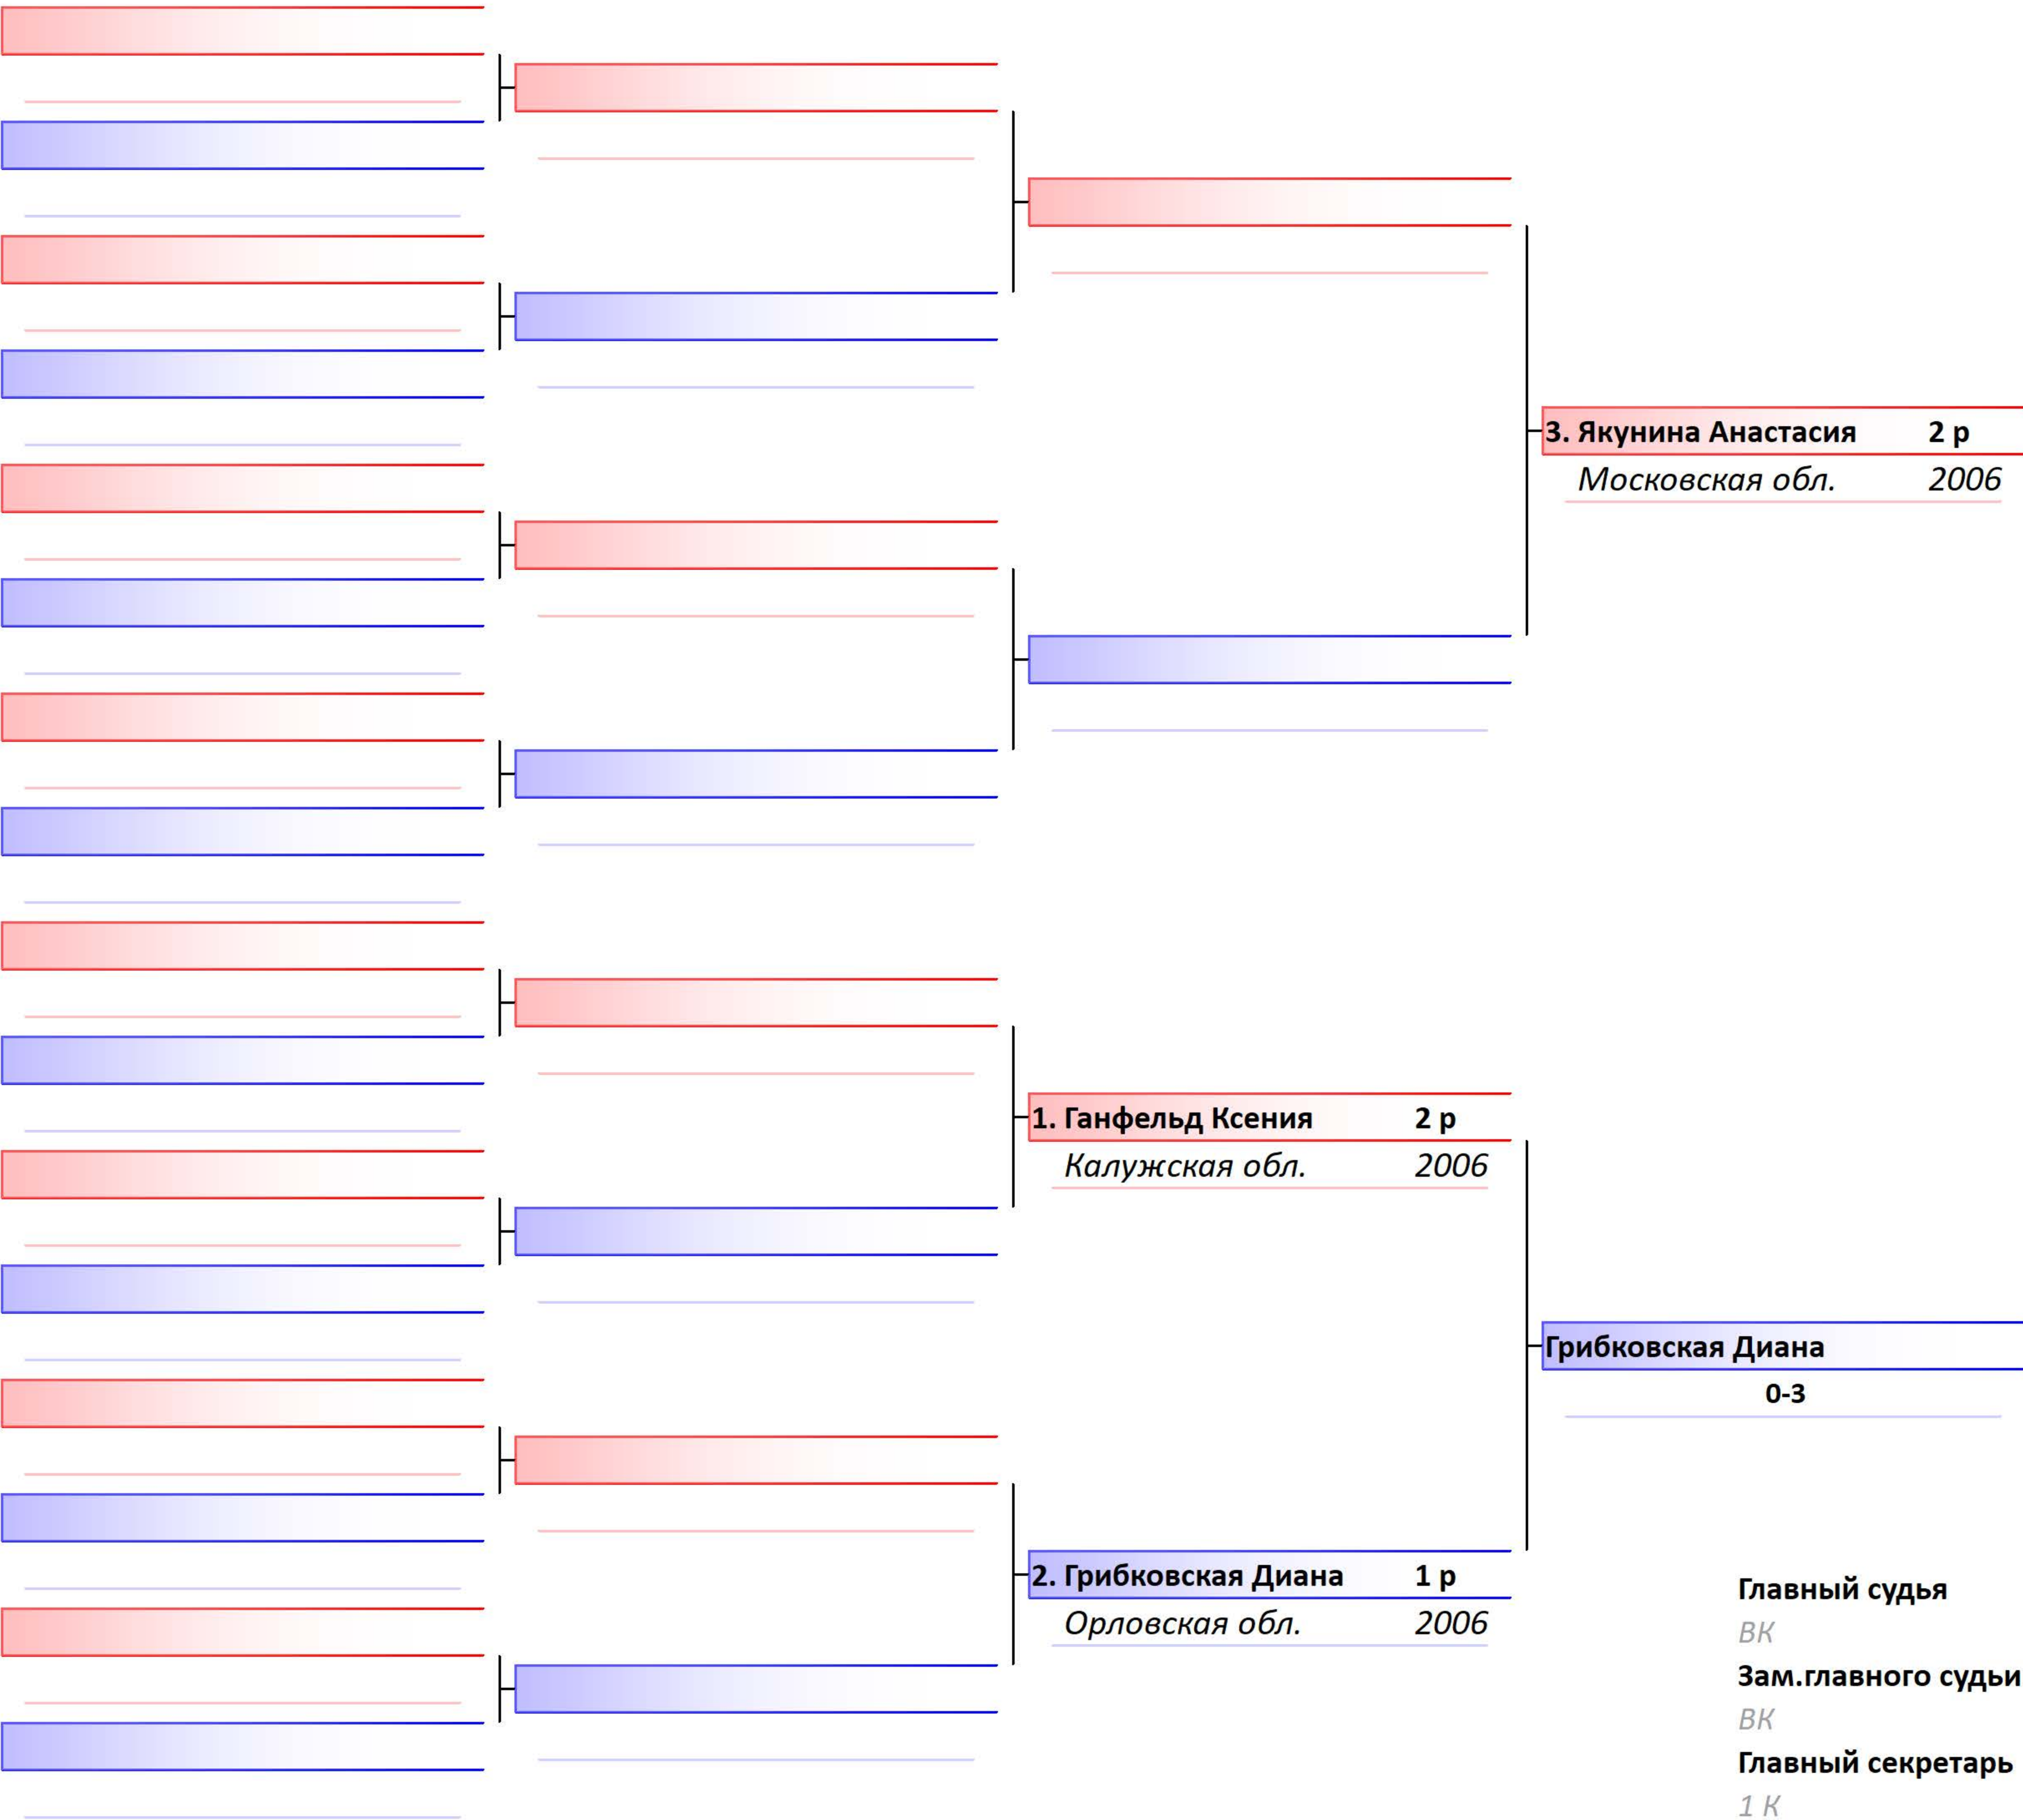 3. Якунина Анастасия 2 р
Московская обл. 2006
1. Ганфельд Ксения 2 р
Калужская обл. 2006
Грибковская Диана
0-3
2. Грибковская Диана 1 р
Орловская обл. 2006
Главный судья
ВК
Зам.главного судьи
ВК
Главный секретарь
1 К